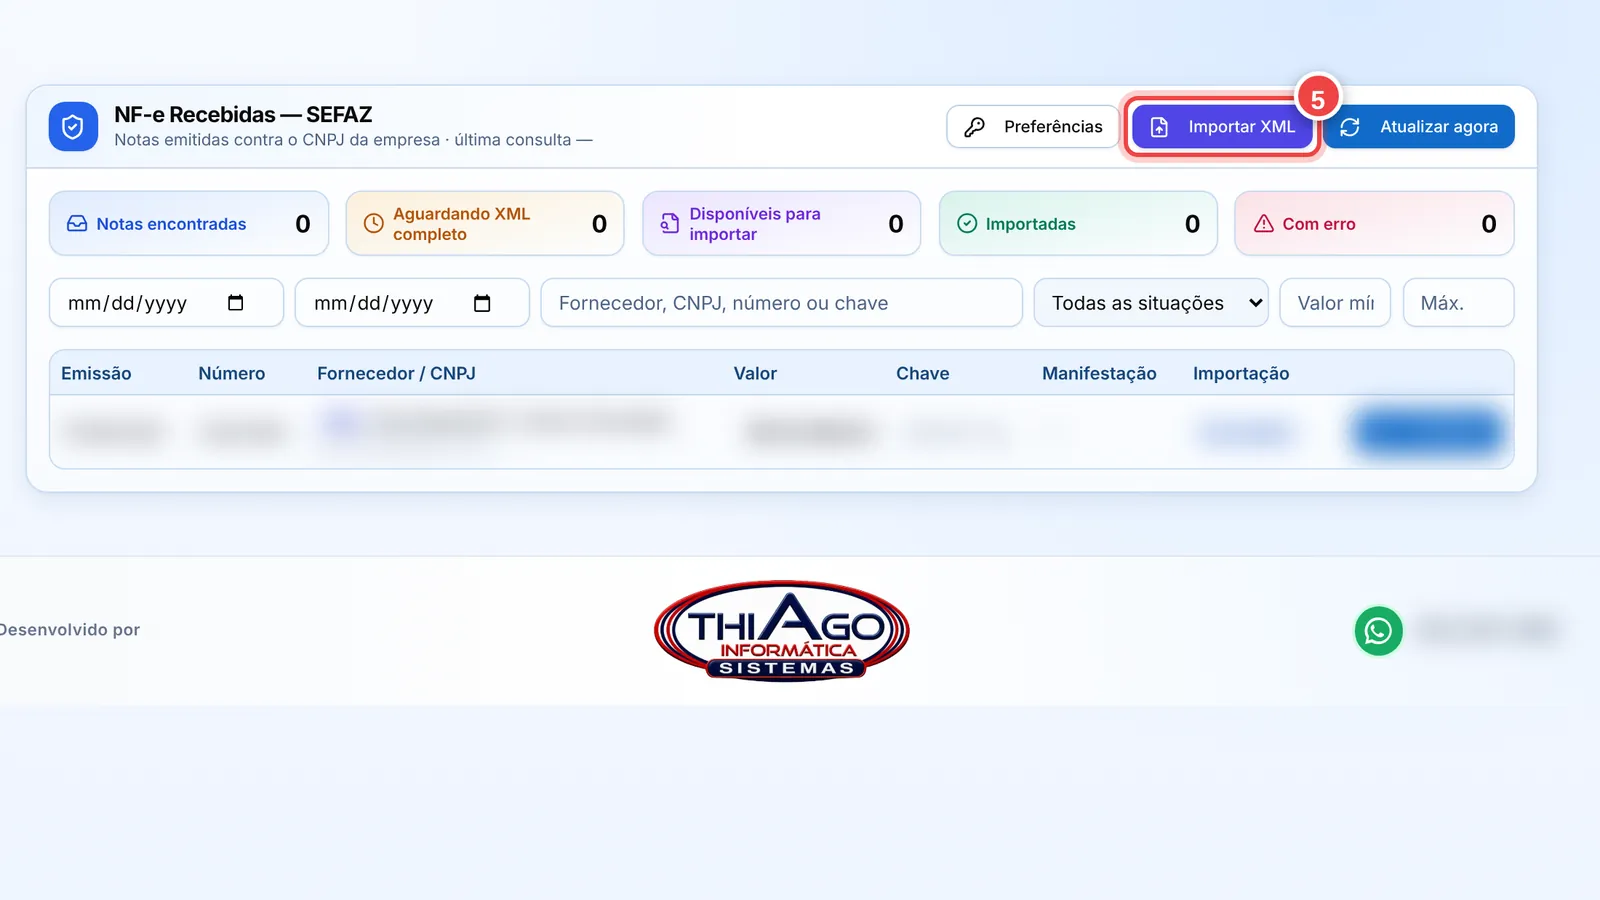 NF-e Recebidas — SEFAZ
Notas emitidas contra o CNPJ da empresa · última consulta —
Preferências
Importar XML
5
Atualizar agora
Notas encontradas 0
Aguardando XML completo 0
Disponíveis para importar 0
Importadas 0
Com erro 0
mm/dd/yyyy
mm/dd/yyyy
Fornecedor, CNPJ, número ou chave
Todas as situações
Valor mí
Máx.
Emissão Número Fornecedor / CNPJ Valor Chave Manifestação Importação
Desenvolvido por
THIAGO
INFORMÁTICA
SISTEMAS